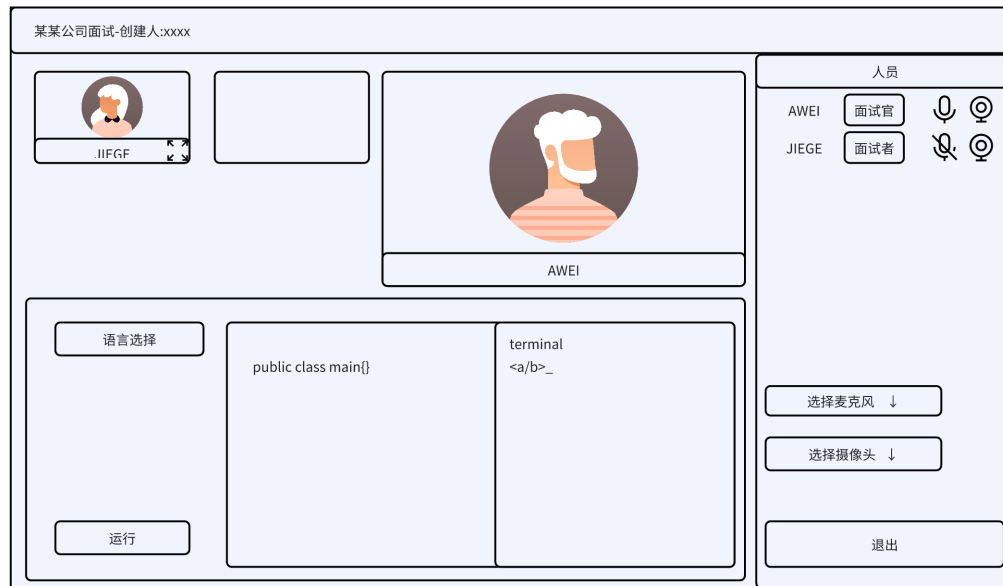 某某公司面试-创建人:xxxx
JIEGE
AWEI
人员
AWEI 面试官
JIEGE 面试者
语言选择
public class main{}
terminal
<a/b>_
运行
选择麦克风 ↓
选择摄像头 ↓
退出